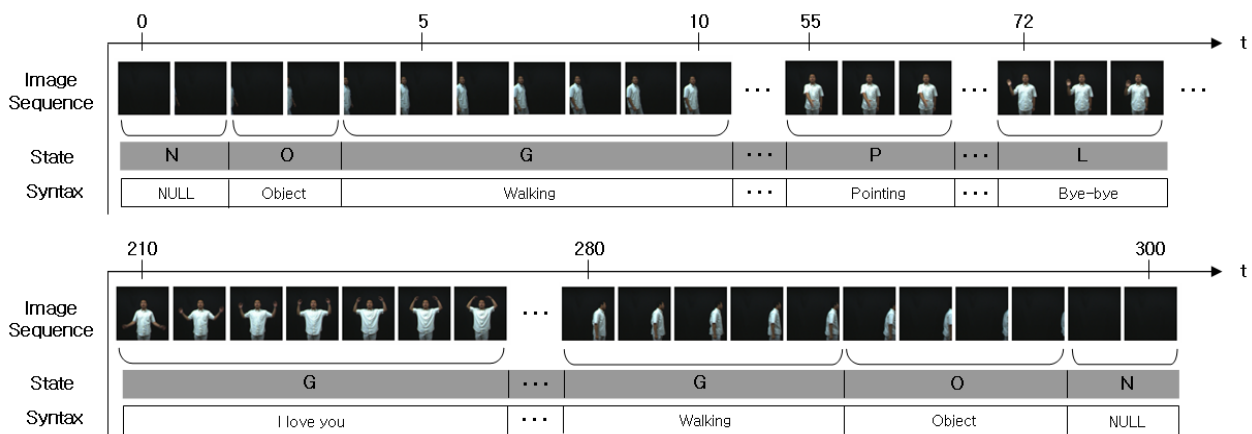 0 5 10 55 72
t
Image
Sequence
... ... ...
State N O G ... P ... L
Syntax NULL Object Walking ... Pointing ... Bye-bye
210 280 300
t
Image
Sequence
...
State G ... G O N
Syntax I love you ... Walking Object NULL